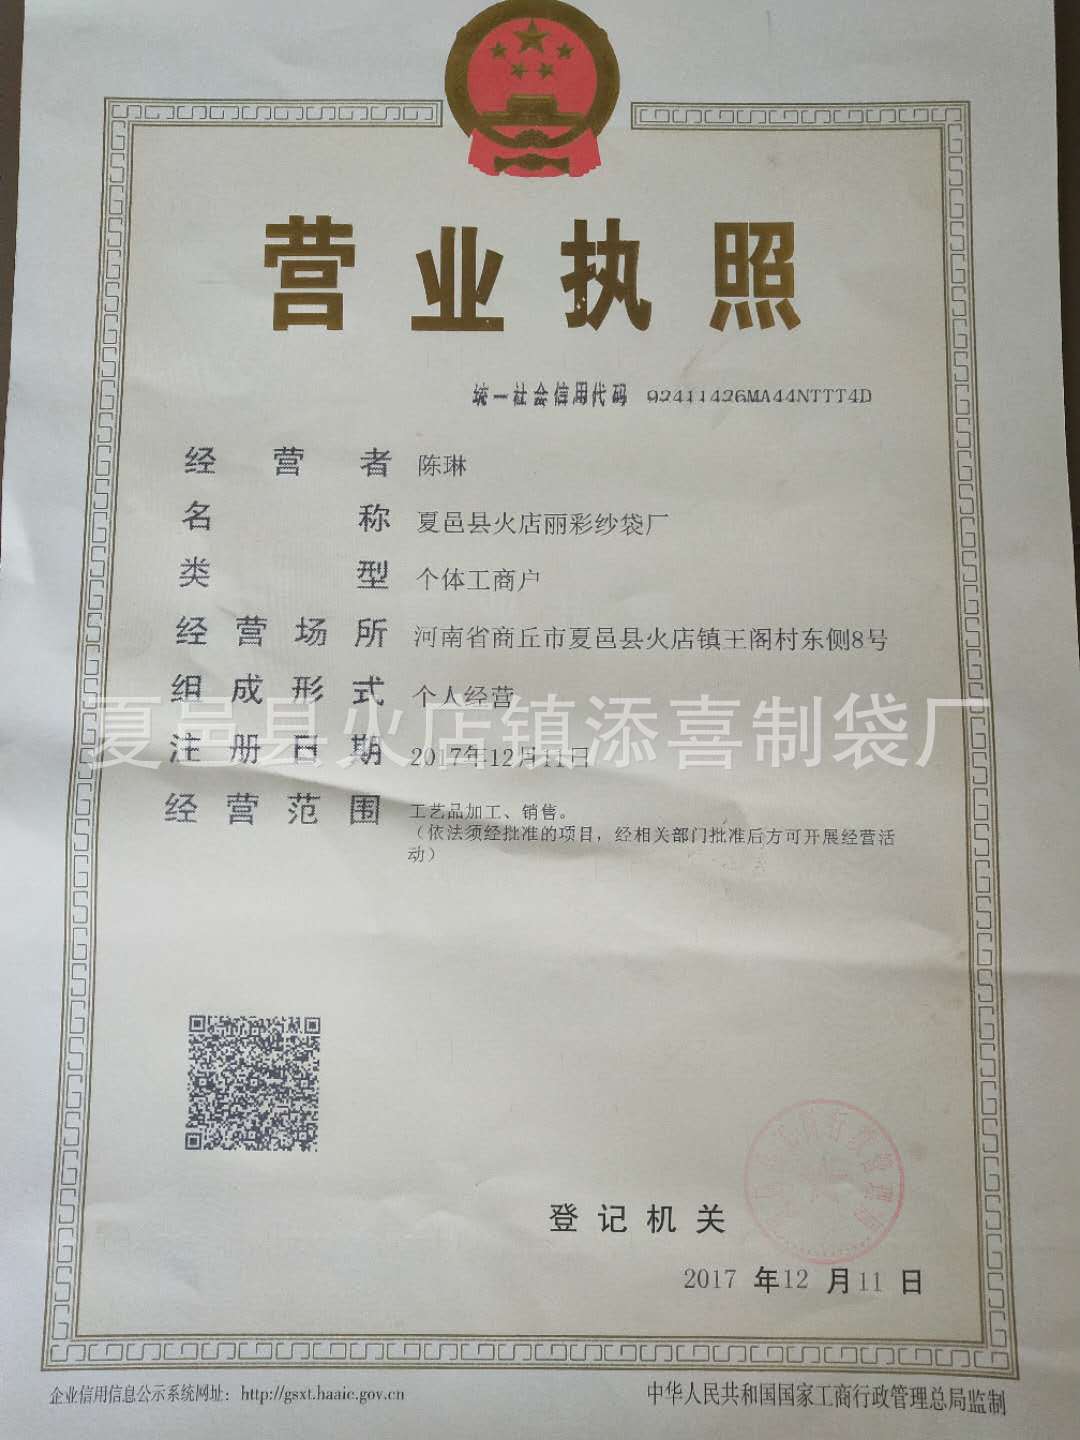 营业执照
统一社会信用代码 92411426MA44NTTT4D
经营者 陈琳
名称 夏邑县火店丽彩纱袋厂
类型 个体工商户
经营场所 河南省商丘市夏邑县火店镇王阁村东侧8号
组成形式 个人经营
夏邑县火店镇添喜制袋厂
注册日期 2017年12月11日
经营范围 工艺品加工、销售。
（依法须经批准的项目，经相关部门批准后方可开展经营活
动）
登记机关
2017 年12 月11 日
企业信用信息公示系统网址：http://gsxt.haaic.gov.cn
中华人民共和国国家工商行政管理总局监制